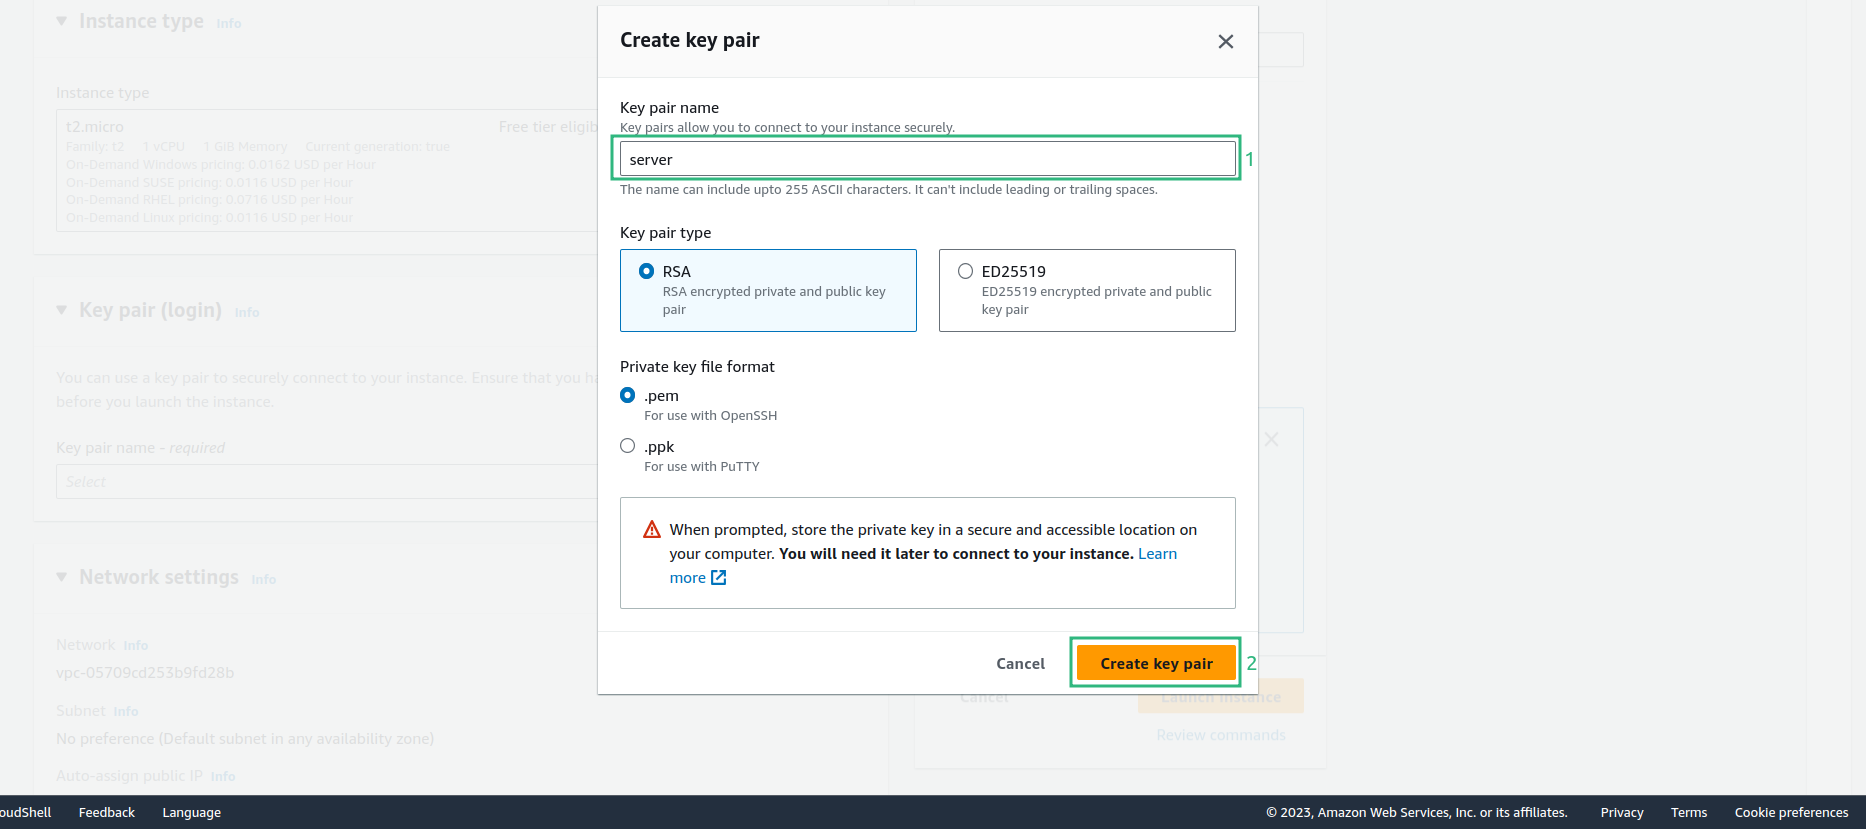 Instance type Info
Instance type
t2.micro Free tier eligib
Family: t2 1 vCPU 1 GiB Memory Current generation: true
On-Demand Windows pricing: 0.0162 USD per Hour
On-Demand SUSE pricing: 0.0116 USD per Hour
On-Demand RHEL pricing: 0.0716 USD per Hour
On-Demand Linux pricing: 0.0116 USD per Hour
Key pair (login) Info
You can use a key pair to securely connect to your instance. Ensure that you ha
before you launch the instance.
Key pair name - required
Select
Network settings Info
Network Info
vpc-05709cd253b9fd28b
Subnet Info
No preference (Default subnet in any availability zone)
Auto-assign public IP Info
Create key pair
Key pair name
Key pairs allow you to connect to your instance securely.
server
1
The name can include upto 255 ASCII characters. It can't include leading or trailing spaces.
Key pair type
RSA
RSA encrypted private and public key
pair
ED25519
ED25519 encrypted private and public
key pair
Private key file format
.pem
For use with OpenSSH
.ppk
For use with PuTTY
When prompted, store the private key in a secure and accessible location on
your computer. You will need it later to connect to your instance. Learn
more
Cancel Create key pair
2
Cancel Launch instance
Review commands
oudShell Feedback Language © 2023, Amazon Web Services, Inc. or its affiliates. Privacy Terms Cookie preferences